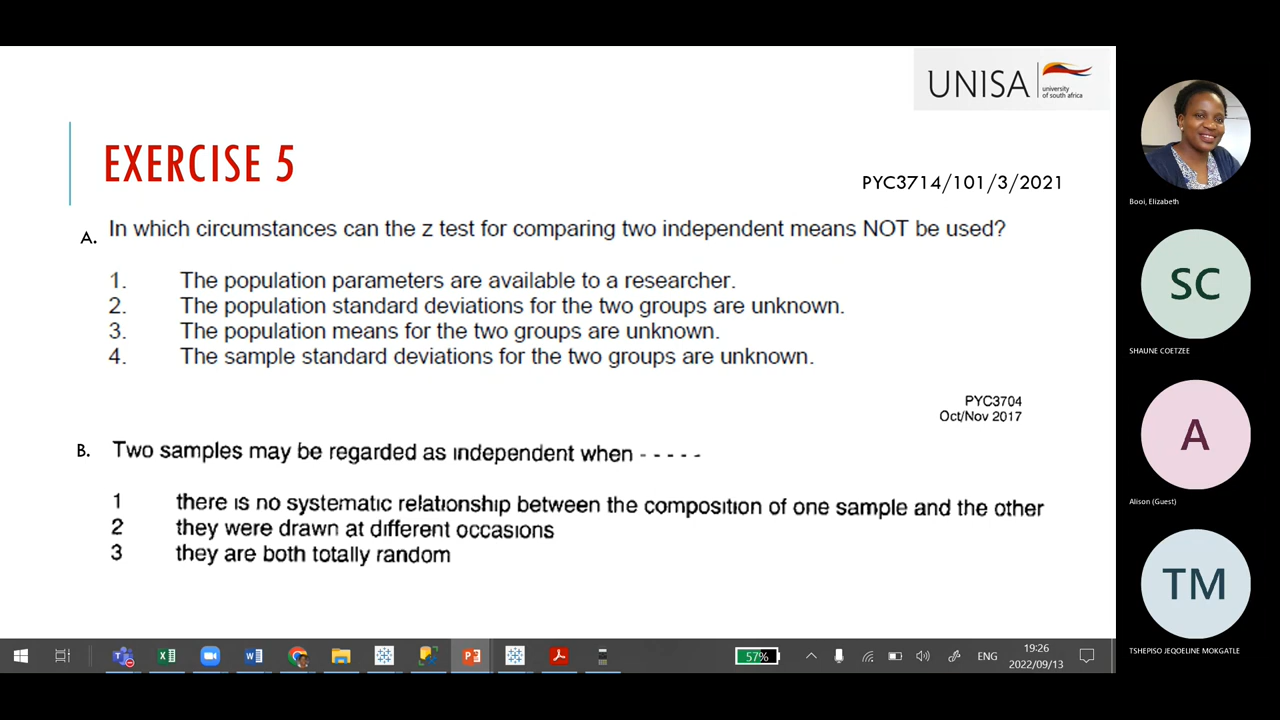 UNISA
university
of south africa
EXERCISE 5
PYC3714/101/3/2021
A. In which circumstances can the z test for comparing two independent means NOT be used?
1. The population parameters are available to a researcher.
2. The population standard deviations for the two groups are unknown.
3. The population means for the two groups are unknown.
4. The sample standard deviations for the two groups are unknown.
PYC3704
Oct/Nov 2017
B. Two samples may be regarded as independent when - - - - -
1 there is no systematic relationship between the composition of one sample and the other
2 they were drawn at different occasions
3 they are both totally random
Booi, Elizabeth
SC
SHAUNE COETZEE
A
Alison (Guest)
TM
TSHEPISO JEQOELINE MOKGATLE
57%
ENG
19:26
2022/09/13